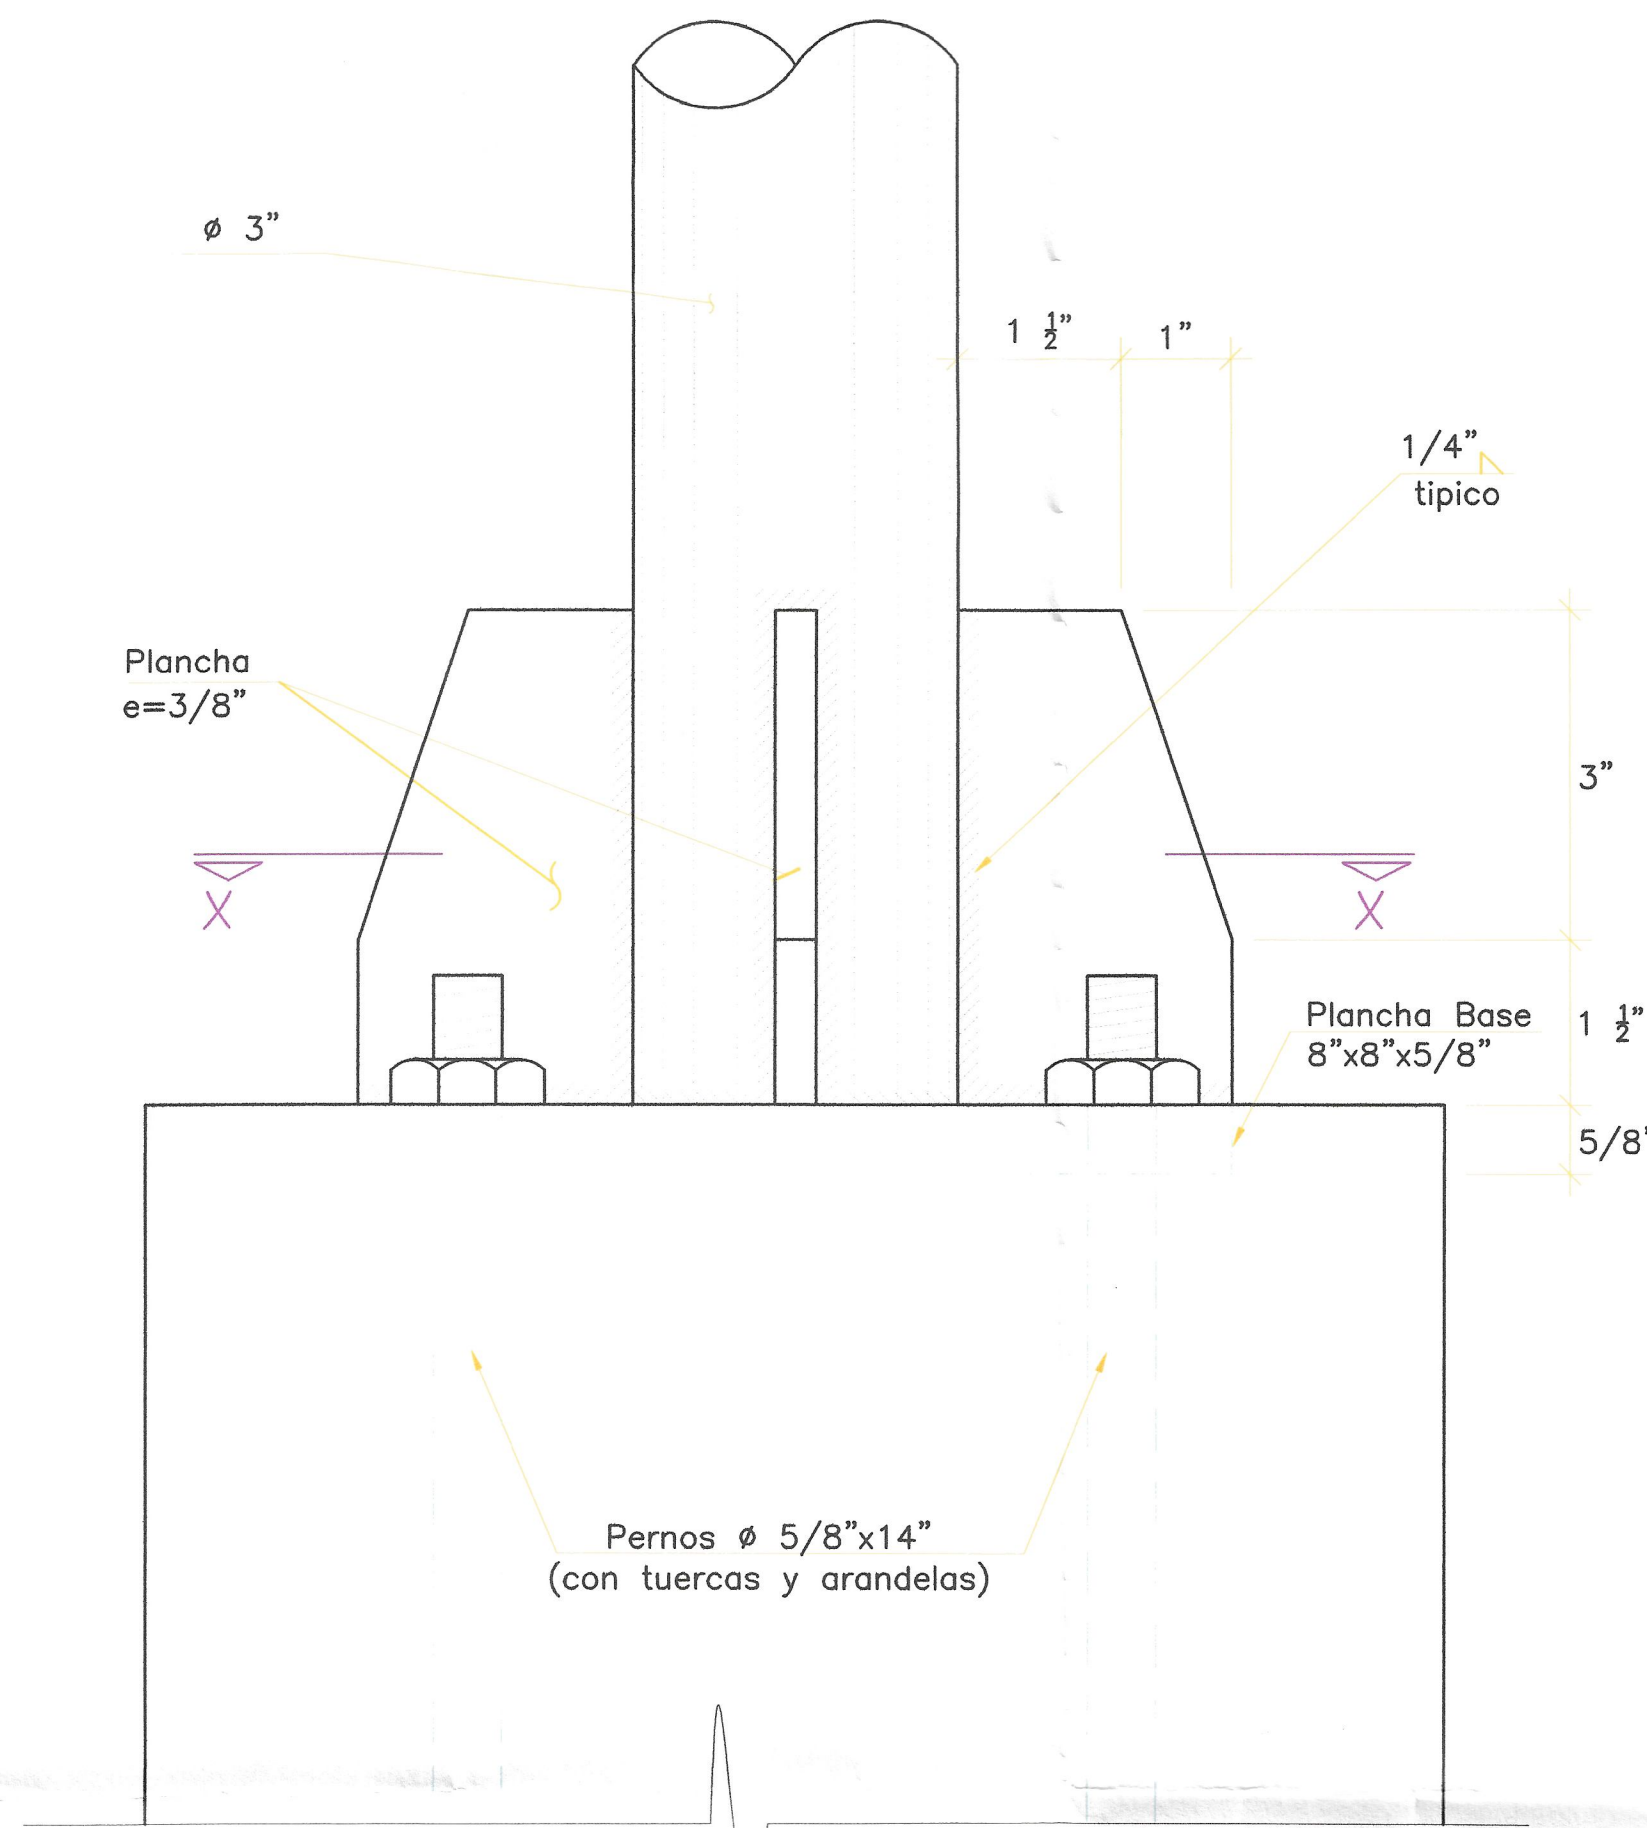 ø 3”
1 ½” 1”
1/4”
tipico
Plancha
e=3/8”
3”
X X
Plancha Base
8”x8”x5/8”
1 ½”
5/8”
Pernos ø 5/8”x14”
(con tuercas y arandelas)